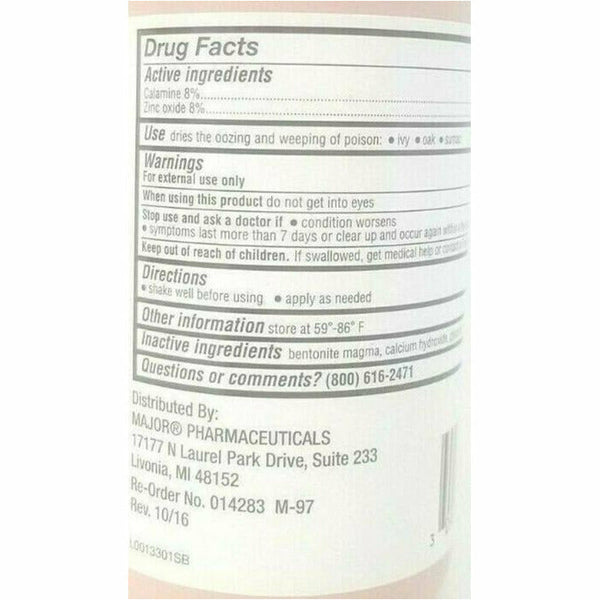 Drug Facts
Active ingredients
Calamine 8%
Zinc oxide 8%
Use dries the oozing and weeping of poison: • ivy • oak • sumac
Warnings
For external use only
When using this product do not get into eyes
Stop use and ask a doctor if • condition worsens
• symptoms last more than 7 days or clear up and occur again within a
Keep out of reach of children. If swallowed, get medical help or contact
Directions
• shake well before using • apply as needed
Other information store at 59°-86° F
Inactive ingredients bentonite magma, calcium hydroxide,
Questions or comments? (800) 616-2471
Distributed By:
MAJOR® PHARMACEUTICALS
17177 N Laurel Park Drive, Suite 233
Livonia, MI 48152
Re-Order No. 014283 M-97
Rev. 10/16
L0013301SB
3